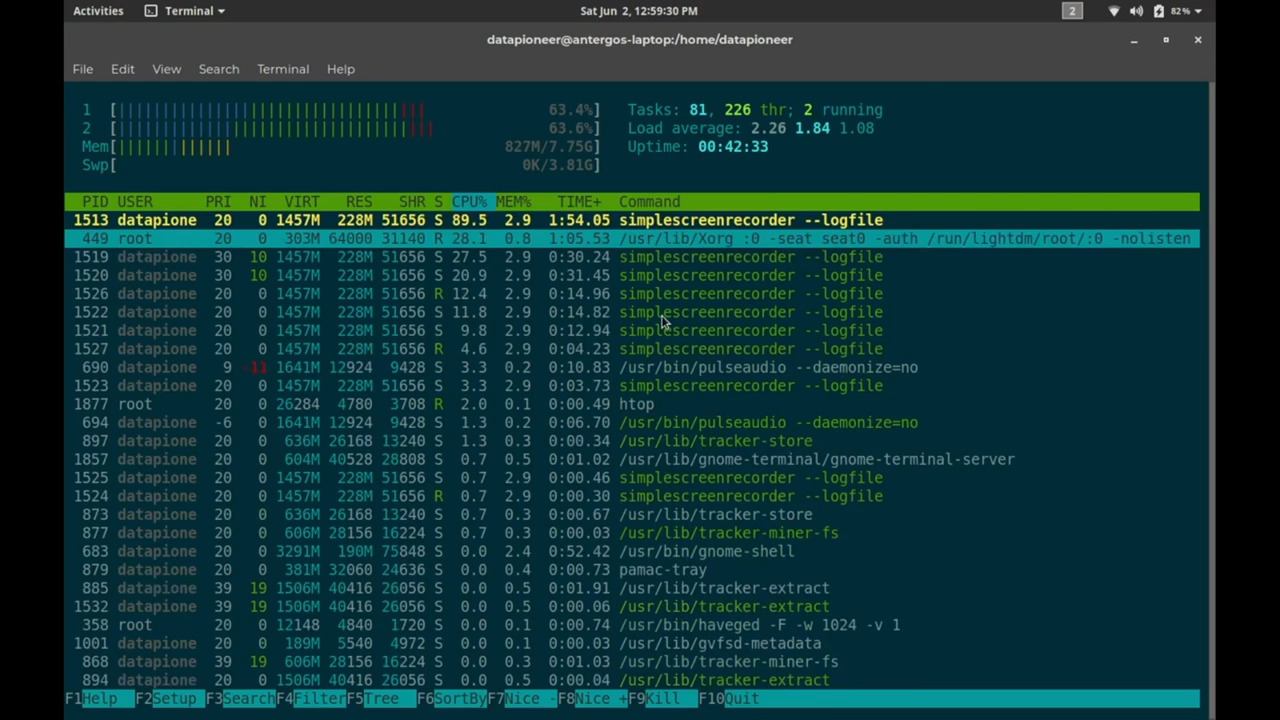 Activities Terminal Sat Jun 2, 12:59:30 PM 2 82%
datapioneer@antergos-laptop:/home/datapioneer
File Edit View Search Terminal Help
1 [ 63.4%] Tasks: 81, 226 thr; 2 running
2 [ 63.6%] Load average: 2.26 1.84 1.08
Mem[ 827M/7.75G] Uptime: 00:42:33
Swp[ 0K/3.81G]
PID USER PRI NI VIRT RES SHR S CPU% MEM% TIME+ Command
1513 datapione 20 0 1457M 228M 51656 S 89.5 2.9 1:54.05 simplescreenrecorder --logfile
449 root 20 0 303M 64000 31140 R 28.1 0.8 1:05.53 /usr/lib/Xorg :0 -seat seat0 -auth /run/lightdm/root/:0 -nolisten
1519 datapione 30 10 1457M 228M 51656 S 27.5 2.9 0:30.24 simplescreenrecorder --logfile
1520 datapione 30 10 1457M 228M 51656 S 20.9 2.9 0:31.45 simplescreenrecorder --logfile
1526 datapione 20 0 1457M 228M 51656 R 12.4 2.9 0:14.96 simplescreenrecorder --logfile
1522 datapione 20 0 1457M 228M 51656 S 11.8 2.9 0:14.82 simplescreenrecorder --logfile
1521 datapione 20 0 1457M 228M 51656 S 9.8 2.9 0:12.94 simplescreenrecorder --logfile
1527 datapione 20 0 1457M 228M 51656 R 4.6 2.9 0:04.23 simplescreenrecorder --logfile
690 datapione 9 -11 1641M 12924 9428 S 3.3 0.2 0:10.83 /usr/bin/pulseaudio --daemonize=no
1523 datapione 20 0 1457M 228M 51656 S 3.3 2.9 0:03.73 simplescreenrecorder --logfile
1877 root 20 0 26284 4780 3708 R 2.0 0.1 0:00.49 htop
694 datapione -6 0 1641M 12924 9428 S 1.3 0.2 0:06.70 /usr/bin/pulseaudio --daemonize=no
897 datapione 20 0 636M 26168 13240 S 1.3 0.3 0:00.34 /usr/lib/tracker-store
1857 datapione 20 0 604M 40528 28808 S 0.7 0.5 0:01.02 /usr/lib/gnome-terminal/gnome-terminal-server
1525 datapione 20 0 1457M 228M 51656 S 0.7 2.9 0:00.46 simplescreenrecorder --logfile
1524 datapione 20 0 1457M 228M 51656 R 0.7 2.9 0:00.30 simplescreenrecorder --logfile
873 datapione 20 0 636M 26168 13240 S 0.7 0.3 0:00.67 /usr/lib/tracker-store
877 datapione 20 0 606M 28156 16224 S 0.7 0.3 0:00.03 /usr/lib/tracker-miner-fs
683 datapione 20 0 3291M 190M 75848 S 0.0 2.4 0:52.42 /usr/bin/gnome-shell
879 datapione 20 0 381M 32060 24636 S 0.0 0.4 0:00.73 pamac-tray
885 datapione 39 19 1506M 40416 26056 S 0.0 0.5 0:01.91 /usr/lib/tracker-extract
1532 datapione 39 19 1506M 40416 26056 S 0.0 0.5 0:00.06 /usr/lib/tracker-extract
358 root 20 0 12148 4840 1720 S 0.0 0.1 0:00.74 /usr/bin/haveged -F -w 1024 -v 1
1001 datapione 20 0 189M 5540 4972 S 0.0 0.1 0:00.03 /usr/lib/gvfsd-metadata
868 datapione 39 19 606M 28156 16224 S 0.0 0.3 0:01.03 /usr/lib/tracker-miner-fs
894 datapione 20 0 1506M 40416 26056 S 0.0 0.5 0:00.04 /usr/lib/tracker-extract
F1Help F2Setup F3SearchF4FilterF5Tree F6SortByF7Nice -F8Nice +F9Kill F10Quit